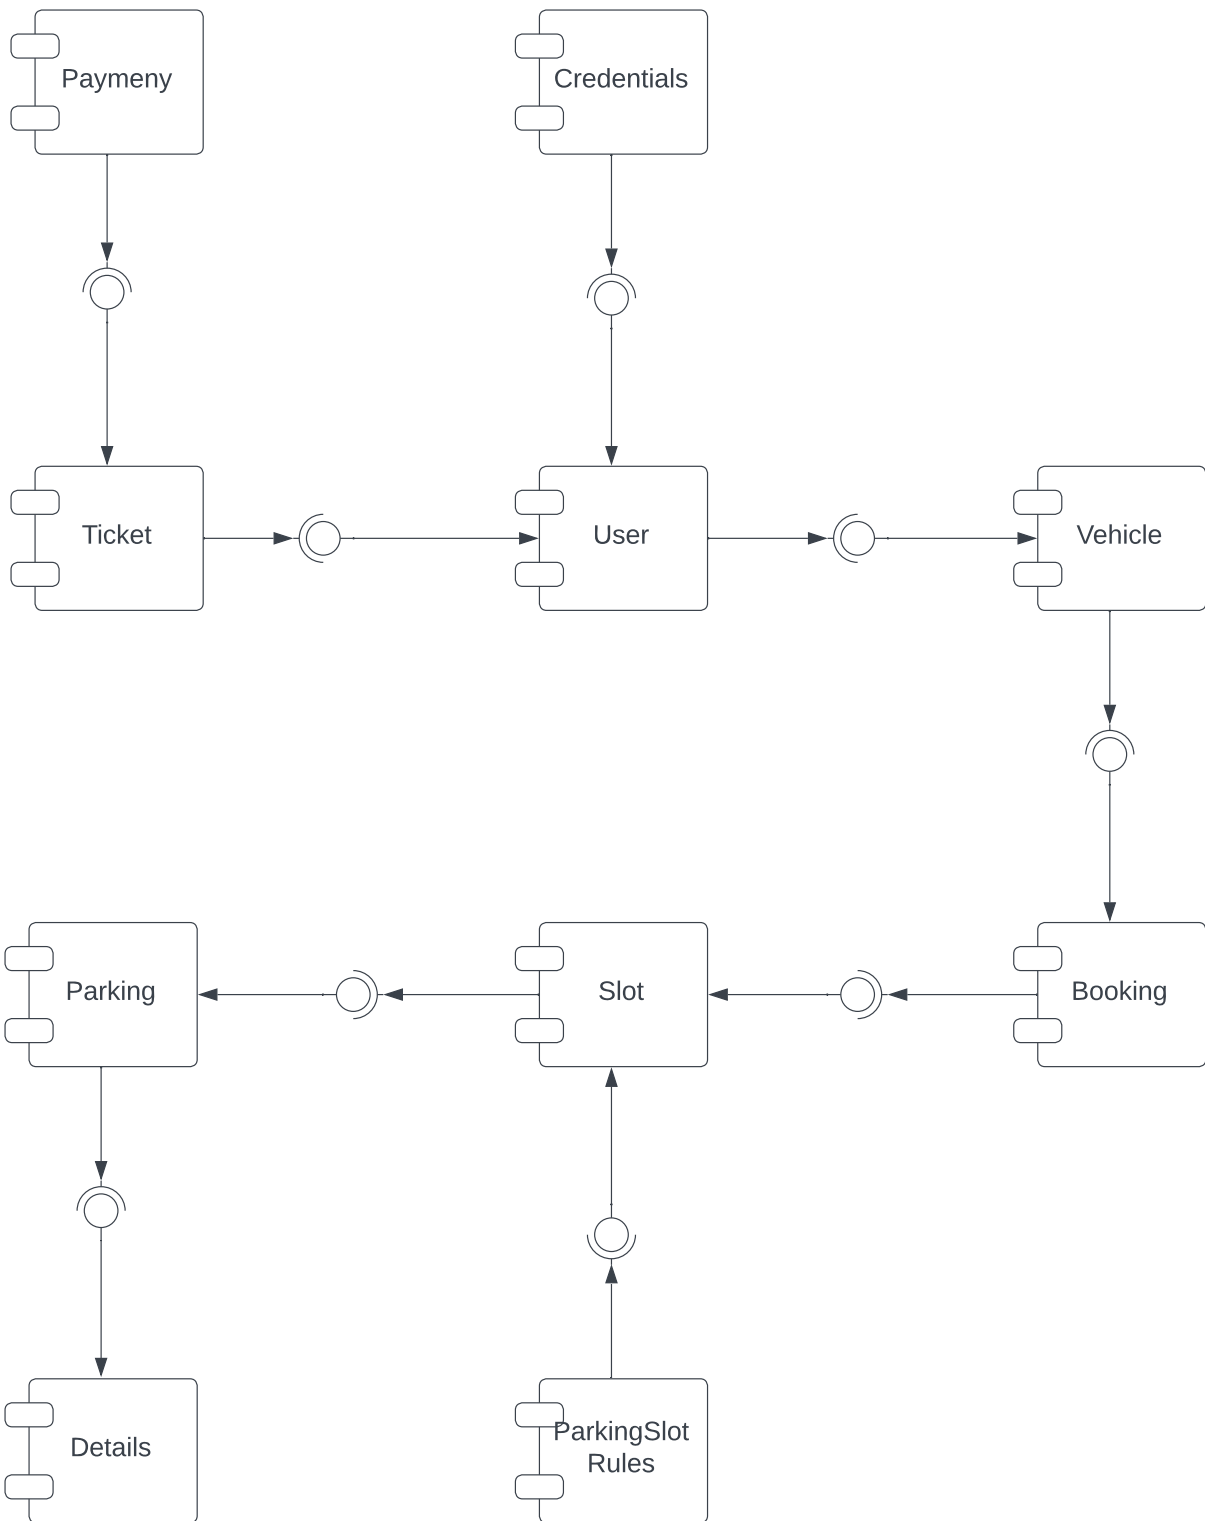 Paymeny
Credentials
Ticket
User
Vehicle
Parking
Slot
Booking
Details
ParkingSlot
Rules